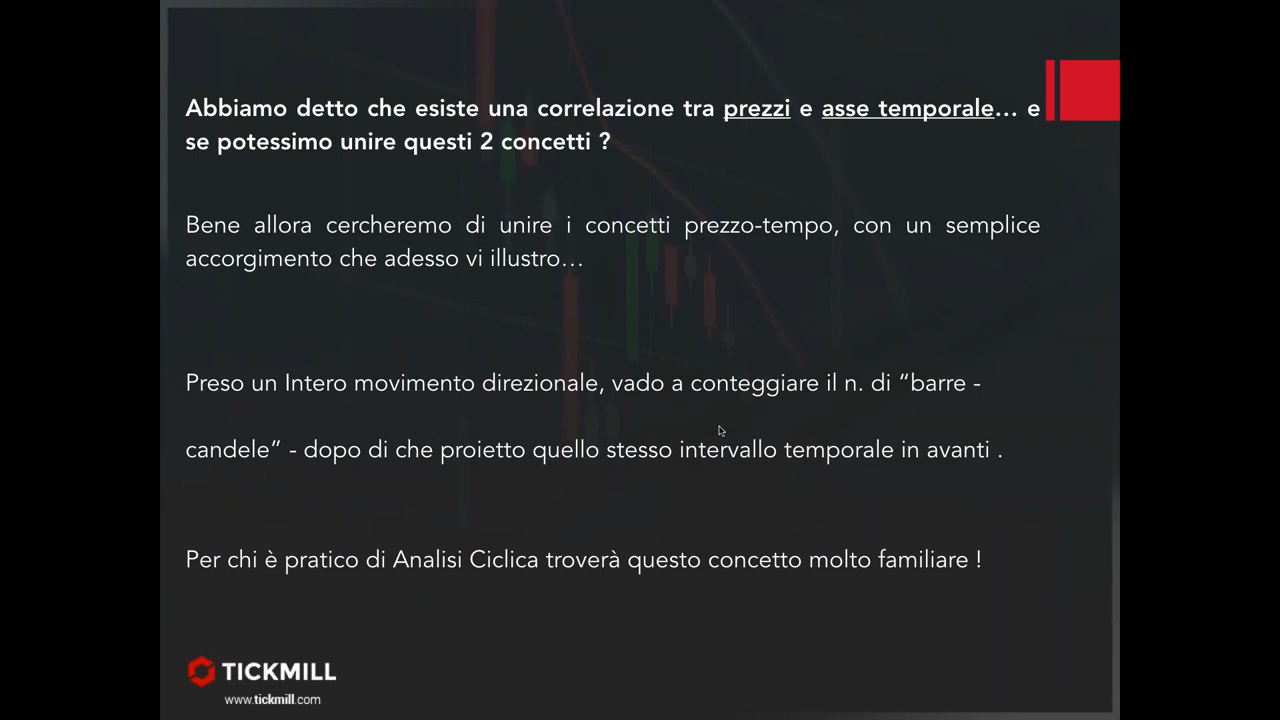 Abbiamo detto che esiste una correlazione tra prezzi e asse temporale… e
se potessimo unire questi 2 concetti ?
Bene allora cercheremo di unire i concetti prezzo-tempo, con un semplice
accorgimento che adesso vi illustro…
Preso un Intero movimento direzionale, vado a conteggiare il n. di “barre -
candele” - dopo di che proietto quello stesso intervallo temporale in avanti .
Per chi è pratico di Analisi Ciclica troverà questo concetto molto familiare !
TICKMILL
www.tickmill.com